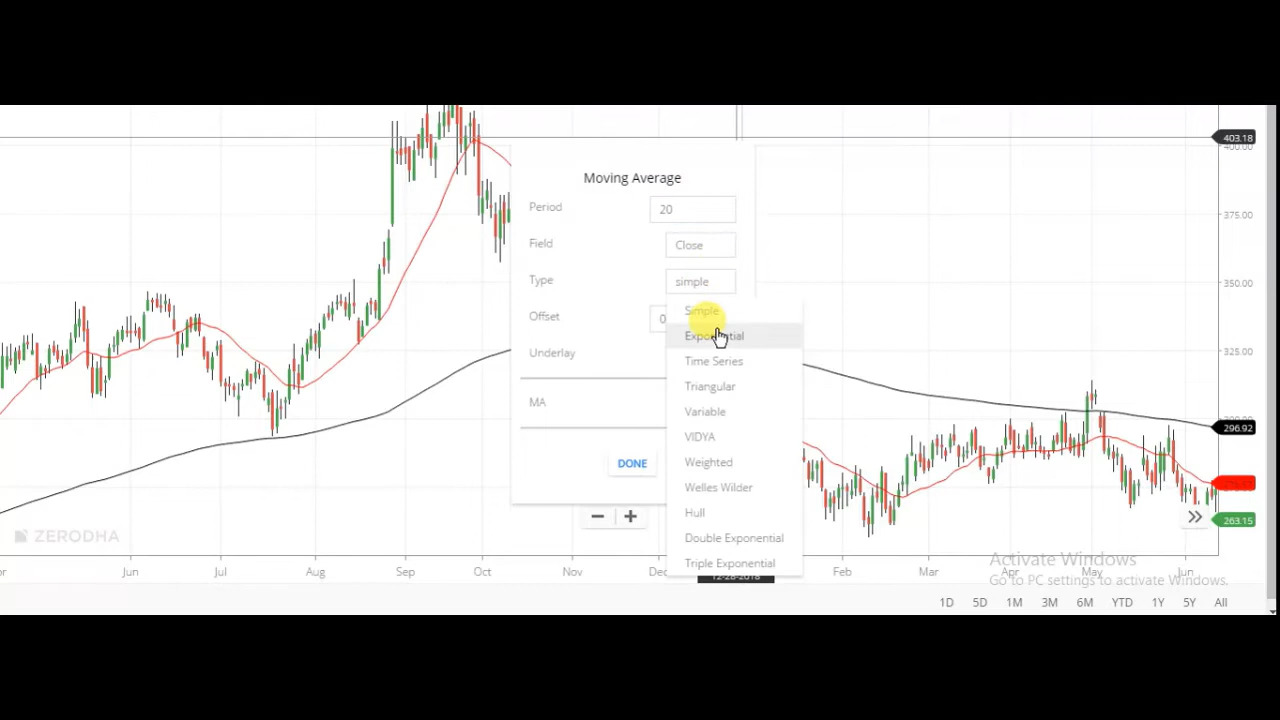 403.18
400.00
Moving Average
Period
20
375.00
Field
Close
Type
simple
350.00
Simple
Offset
0
Exponential
Underlay
325.00
Time Series
Triangular
MA
Variable
296.92
VIDYA
DONE
Weighted
Welles Wilder
Hull
263.15
ZERODHA
Double Exponential
Activate Windows
Triple Exponential
Jun
Jul
Aug
Sep
Oct
Nov
Feb
Mar
Apr
May
Jun
12-28-2018
Go to PC settings to activate Windows.
1D
5D
1M
3M
6M
YTD
1Y
5Y
All